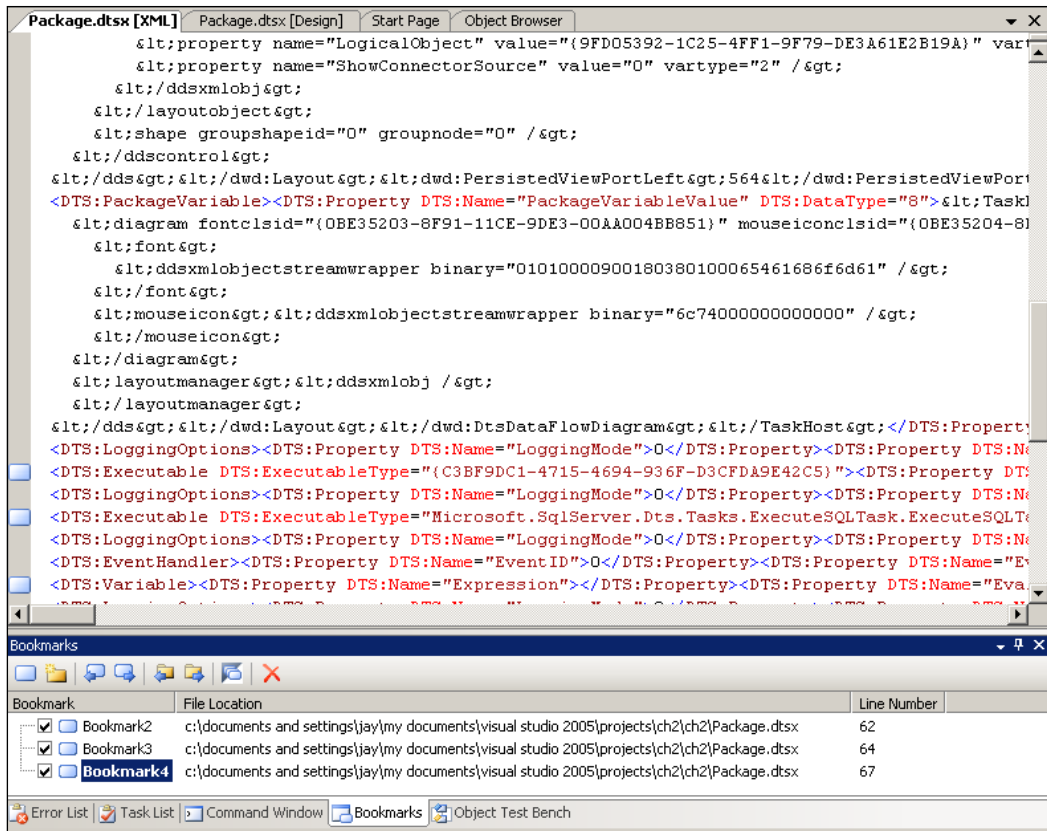 Package.dtsx [XML] Package.dtsx [Design] Start Page Object Browser
&lt;property name="LogicalObject" value="{9FD05392-1C25-4FF1-9F79-DE3A61E2B19A}" vart
&lt;property name="ShowConnectorSource" value="0" vartype="2" /&gt;
&lt;/ddsxmlobj&gt;
&lt;/layoutobject&gt;
&lt;shape groupshapeid="0" groupnode="0" /&gt;
&lt;/ddscontrol&gt;
&lt;/dds&gt;&lt;/dwd:Layout&gt;&lt;dwd:PersistedViewPortLeft&gt;564&lt;/dwd:PersistedViewPort
<DTS:PackageVariable><DTS:Property DTS:Name="PackageVariableValue" DTS:DataType="8">&lt;Task
&lt;diagram fontclsid="{0BE35203-8F91-11CE-9DE3-00AA004BB851}" mouseiconclsid="{0BE35204-8
&lt;font&gt;
&lt;ddsxmlobjectstreamwrapper binary="01010000900180380100065461686f6d61" /&gt;
&lt;/font&gt;
&lt;mouseicon&gt;&lt;ddsxmlobjectstreamwrapper binary="6c74000000000000" /&gt;
&lt;/mouseicon&gt;
&lt;/diagram&gt;
&lt;layoutmanager&gt;&lt;ddsxmlobj /&gt;
&lt;/layoutmanager&gt;
&lt;/dds&gt;&lt;/dwd:Layout&gt;&lt;/dwd:DtsDataFlowDiagram&gt;&lt;/TaskHost&gt;</DTS:Property
<DTS:LoggingOptions><DTS:Property DTS:Name="LoggingMode">0</DTS:Property><DTS:Property DTS:Na
<DTS:Executable DTS:ExecutableType="{C3BF9DC1-4715-4694-936F-D3CFDA9E42C5}"><DTS:Property DTS
<DTS:LoggingOptions><DTS:Property DTS:Name="LoggingMode">0</DTS:Property><DTS:Property DTS:Na
<DTS:Executable DTS:ExecutableType="Microsoft.SqlServer.Dts.Tasks.ExecuteSQLTask.ExecuteSQLTa
<DTS:LoggingOptions><DTS:Property DTS:Name="LoggingMode">0</DTS:Property><DTS:Property DTS:Na
<DTS:EventHandler><DTS:Property DTS:Name="EventID">0</DTS:Property><DTS:Property DTS:Name="Ev
<DTS:Variable><DTS:Property DTS:Name="Expression"></DTS:Property><DTS:Property DTS:Name="Eva
Bookmarks
Bookmark File Location Line Number
Bookmark2 c:\documents and settings\jay\my documents\visual studio 2005\projects\ch2\ch2\Package.dtsx 62
Bookmark3 c:\documents and settings\jay\my documents\visual studio 2005\projects\ch2\ch2\Package.dtsx 64
Bookmark4 c:\documents and settings\jay\my documents\visual studio 2005\projects\ch2\ch2\Package.dtsx 67
Error List Task List Command Window Bookmarks Object Test Bench